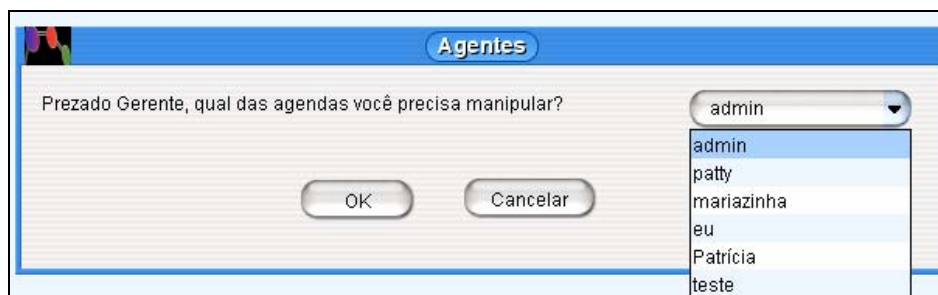 Agentes
Prezado Gerente, qual das agendas você precisa manipular?
admin
admin
patty
mariazinha
eu
Patrícia
teste
OK
Cancelar